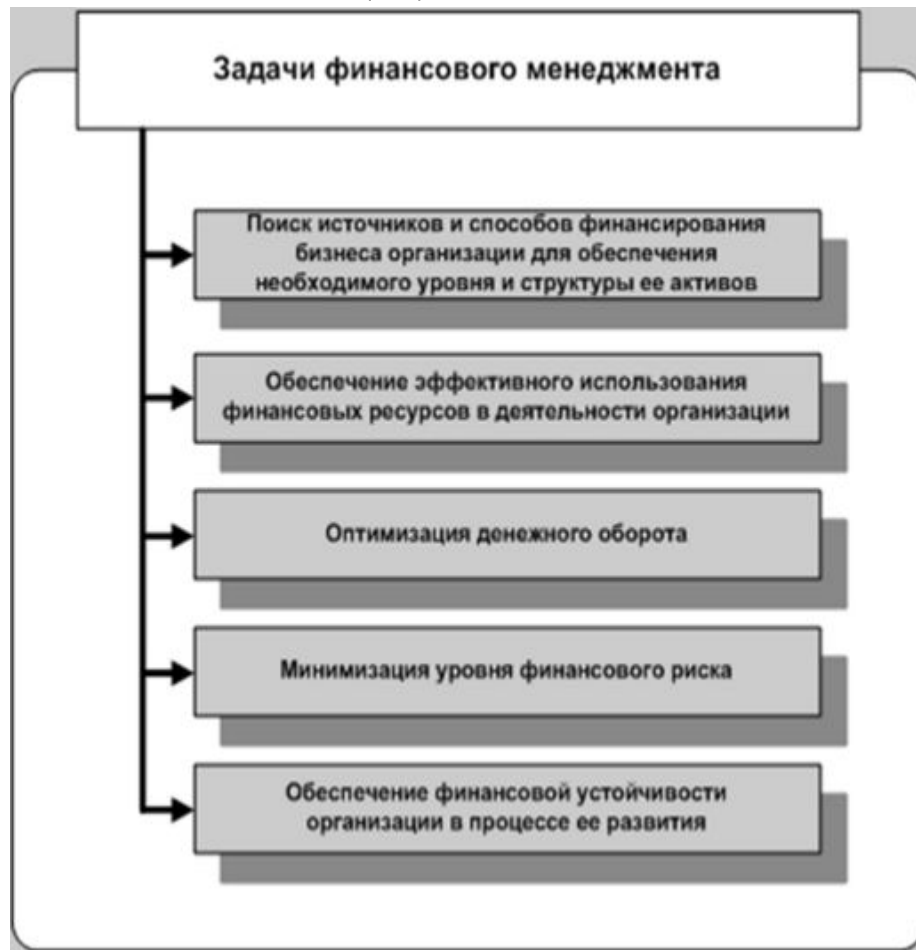 Задачи финансового менеджмента
Поиск источников и способов финансирования
бизнеса организации для обеспечения
необходимого уровня и структуры ее активов
Обеспечение эффективного использования
финансовых ресурсов в деятельности организации
Оптимизация денежного оборота
Минимизация уровня финансового риска
Обеспечение финансовой устойчивости
организации в процессе ее развития